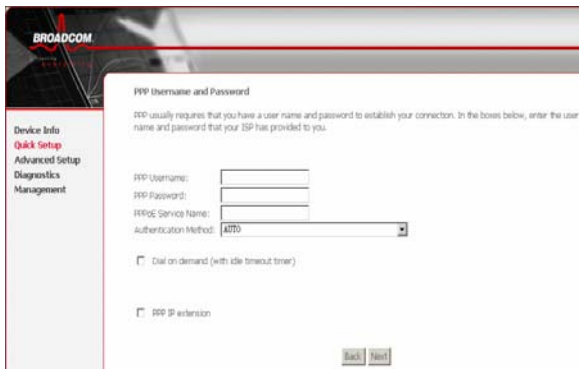 BROADCOM
Device Info
Quick Setup
Advanced Setup
Diagnostics
Management
PPP Username and Password
PPP usually requires that you have a user name and password to establish your connection. In the boxes below, enter the user
name and password that your ISP has provided to you.
PPP Username:
PPP Password:
PPPoE Service Name:
Authentication Method: AUTO
Dial on demand (with idle timeout timer)
PPP IP extension
Back Next